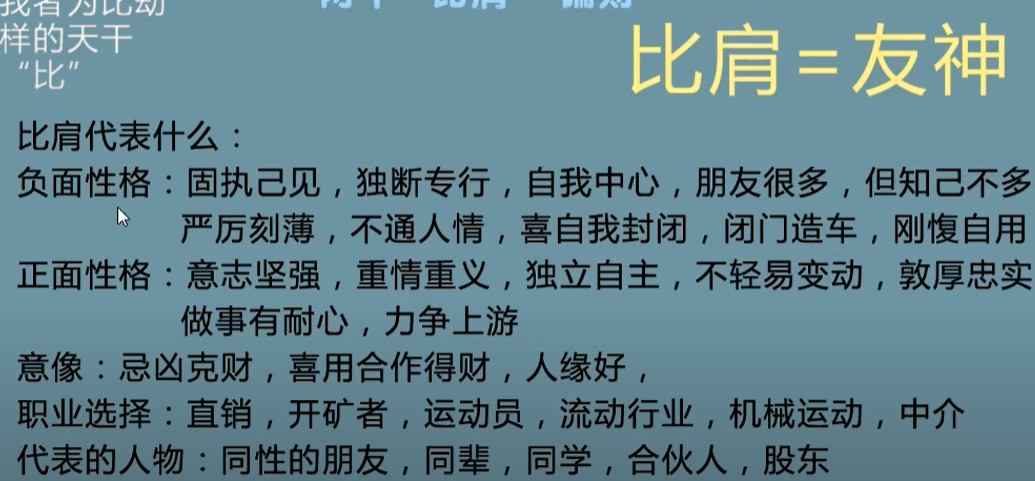 我者为比劫
样的天干
“比”
比肩=友神
比肩代表什么：
负面性格：固执己见，独断专行，自我中心，朋友很多，但知己不多
严厉刻薄，不通人情，喜自我封闭，闭门造车，刚愎自用
正面性格：意志坚强，重情重义，独立自主，不轻易变动，敦厚忠实
做事有耐心，力争上游
意像：忌凶克财，喜用合作得财，人缘好，
职业选择：直销，开矿者，运动员，流动行业，机械运动，中介
代表的人物：同性的朋友，同辈，同学，合伙人，股东